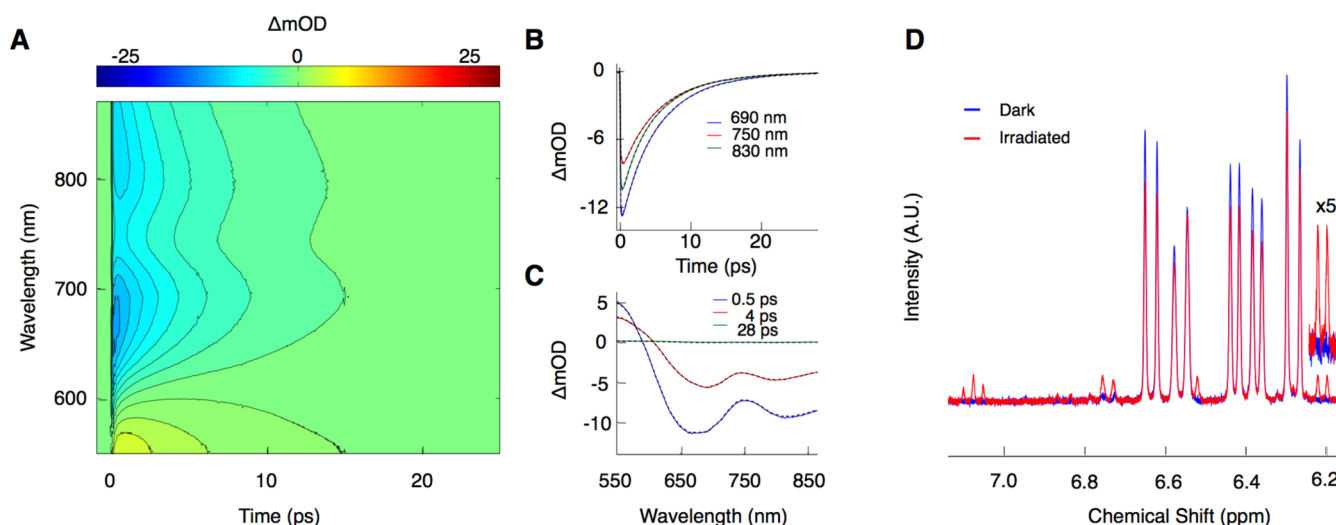 A
ΔmOD
-25
0
25
800
700
600
Wavelength (nm)
0
10
20
Time (ps)
B
0
-6
-12
ΔmOD
690 nm
750 nm
830 nm
0
10
20
Time (ps)
C
5
0
-5
-10
ΔmOD
0.5 ps
4 ps
28 ps
550
650
750
850
Wavelength (nm)
D
Dark
Irradiated
x5
Intensity (A.U.)
7.0
6.8
6.6
6.4
6.2
Chemical Shift (ppm)